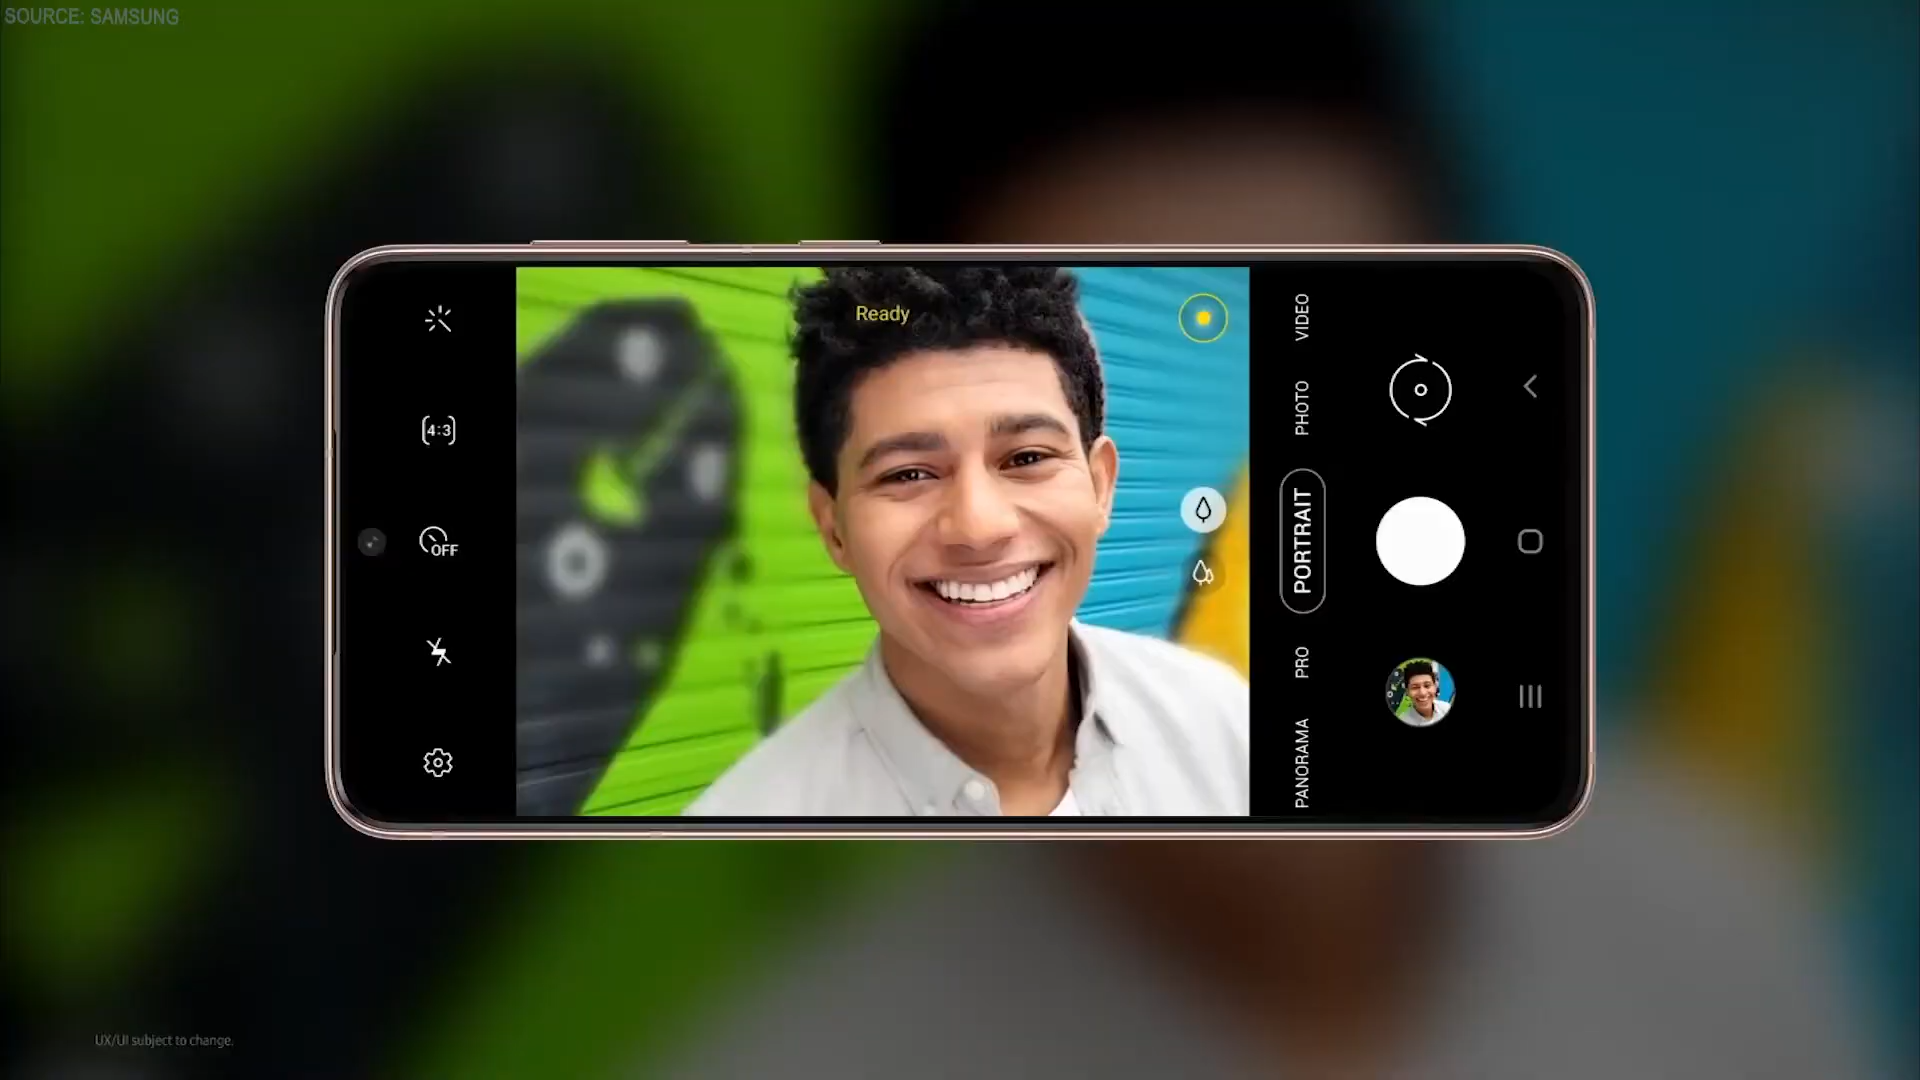 SOURCE: SAMSUNG
Ready
4:3
OFF
VIDEO
PHOTO
PORTRAIT
PRO
PANORAMA
UX/UI subject to change.